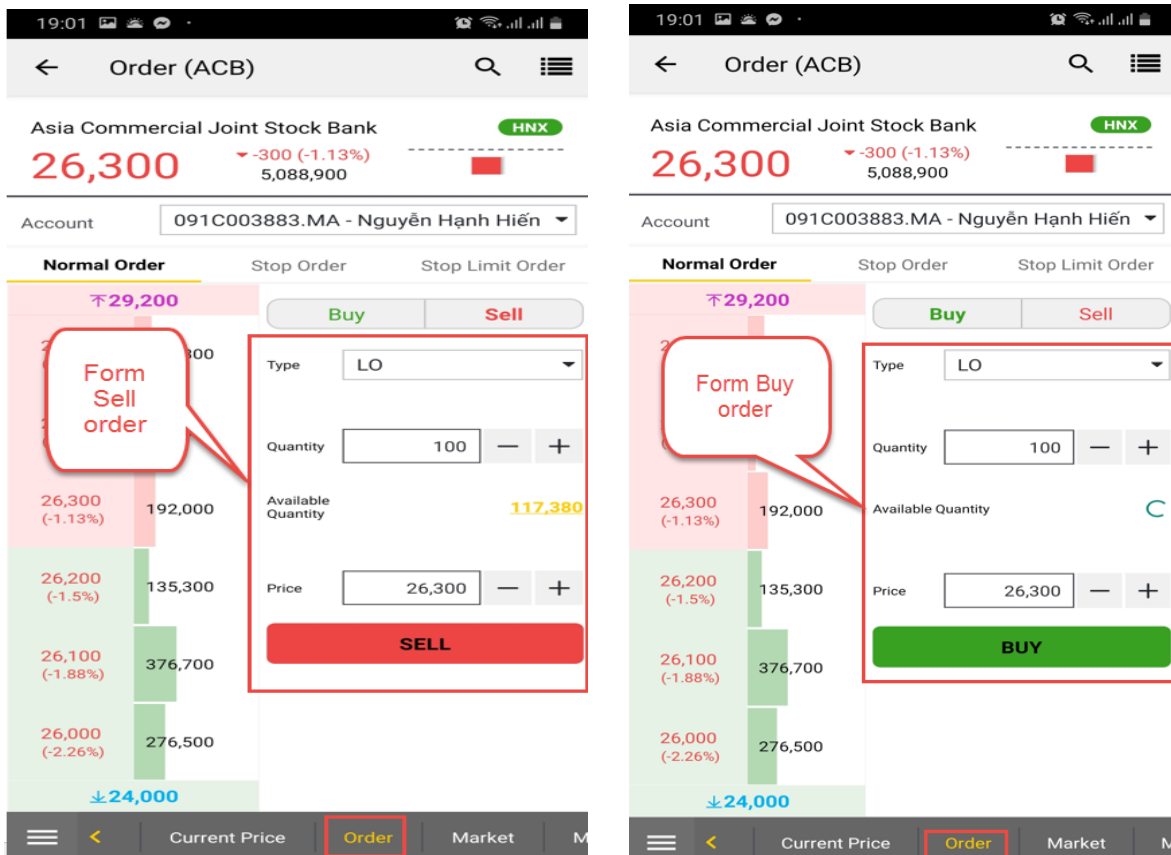 19:01
Order (ACB)
Asia Commercial Joint Stock Bank
HNX
26,300
-300 (-1.13%)
5,088,900
Account
091C003883.MA - Nguyễn Hạnh Hiến
Normal Order
Stop Order
Stop Limit Order
29,200
Buy
Sell
Form
Sell
order
Type
LO
Quantity
100
26,300
(-1.13%)
192,000
Available
Quantity
117,380
26,200
(-1.5%)
135,300
Price
26,300
SELL
26,100
(-1.88%)
376,700
26,000
(-2.26%)
276,500
24,000
Current Price
Order
Market
19:01
Order (ACB)
Asia Commercial Joint Stock Bank
HNX
26,300
-300 (-1.13%)
5,088,900
Account
091C003883.MA - Nguyễn Hạnh Hiến
Normal Order
Stop Order
Stop Limit Order
29,200
Buy
Sell
Form Buy
order
Type
LO
Quantity
100
26,300
(-1.13%)
192,000
Available Quantity
26,200
(-1.5%)
135,300
Price
26,300
BUY
26,100
(-1.88%)
376,700
26,000
(-2.26%)
276,500
24,000
Current Price
Order
Market